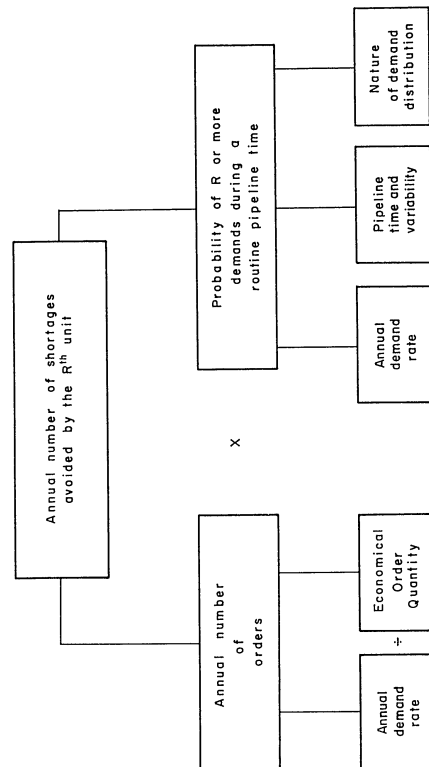 Annual number of shortages
avoided by the Rth unit
Annual number
of
orders
x
Probability of R or more
demands during a
routine pipeline time
Annual
demand
rate
÷
Economical
Order
Quantity
Annual
demand
rate
Pipeline
time and
variability
Nature
of demand
distribution